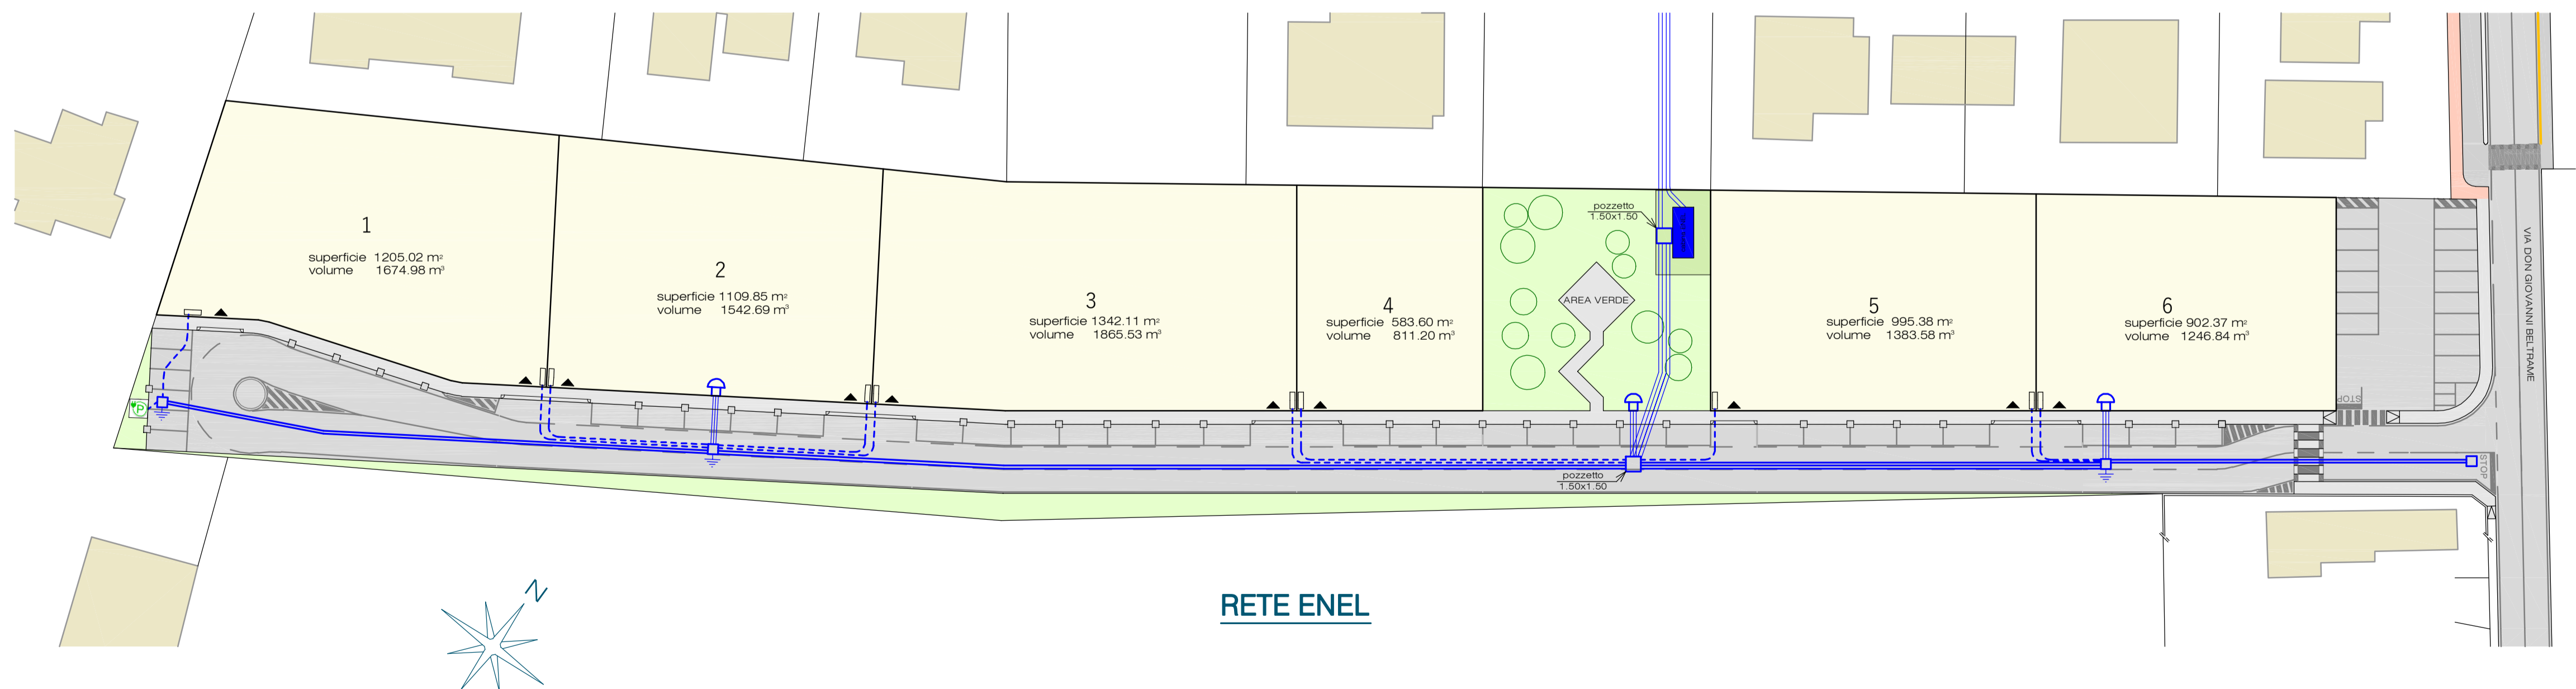 1
superficie 1205.02 m²
volume 1674.98 m³
2
superficie 1109.85 m²
volume 1542.69 m³
3
superficie 1342.11 m²
volume 1865.53 m³
4
superficie 583.60 m²
volume 811.20 m³
pozzetto
1.50x1.50
AREA VERDE
5
superficie 995.38 m²
volume 1383.58 m³
6
superficie 902.37 m²
volume 1246.84 m³
VIA DON GIOVANNI BELTRAME
STOP
STOP
P
pozzetto
1.50x1.50
N
RETE ENEL